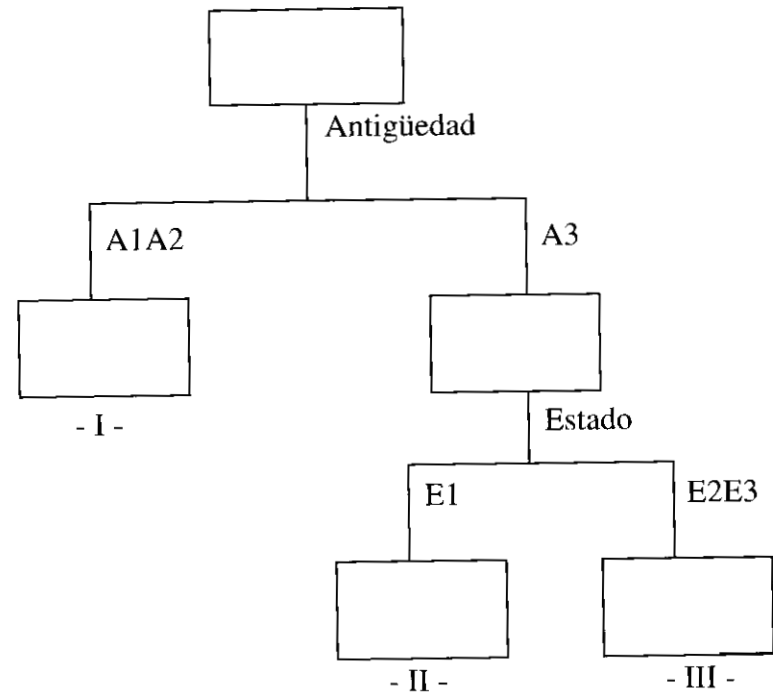 Antigüedad
A1A2
A3
- I -
Estado
E1
E2E3
- II -
- III -